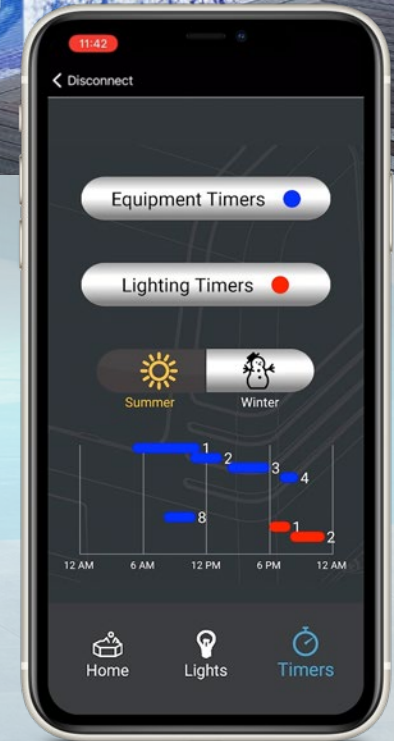 11:42
Disconnect
Equipment Timers
Lighting Timers
Summer
Winter
1
2
3
4
8
1
2
12 AM
6 AM
12 PM
6 PM
12 AM
Home
Lights
Timers